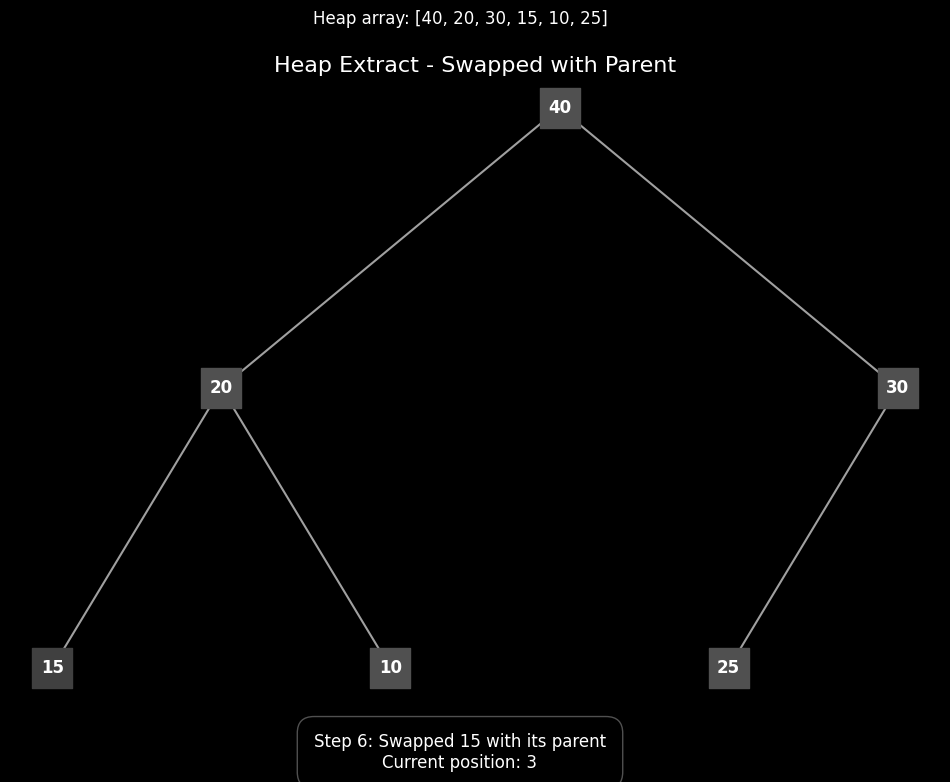 Heap array: [40, 20, 30, 15, 10, 25]
Heap Extract - Swapped with Parent
40
20
30
15
10
25
Step 6: Swapped 15 with its parent
Current position: 3